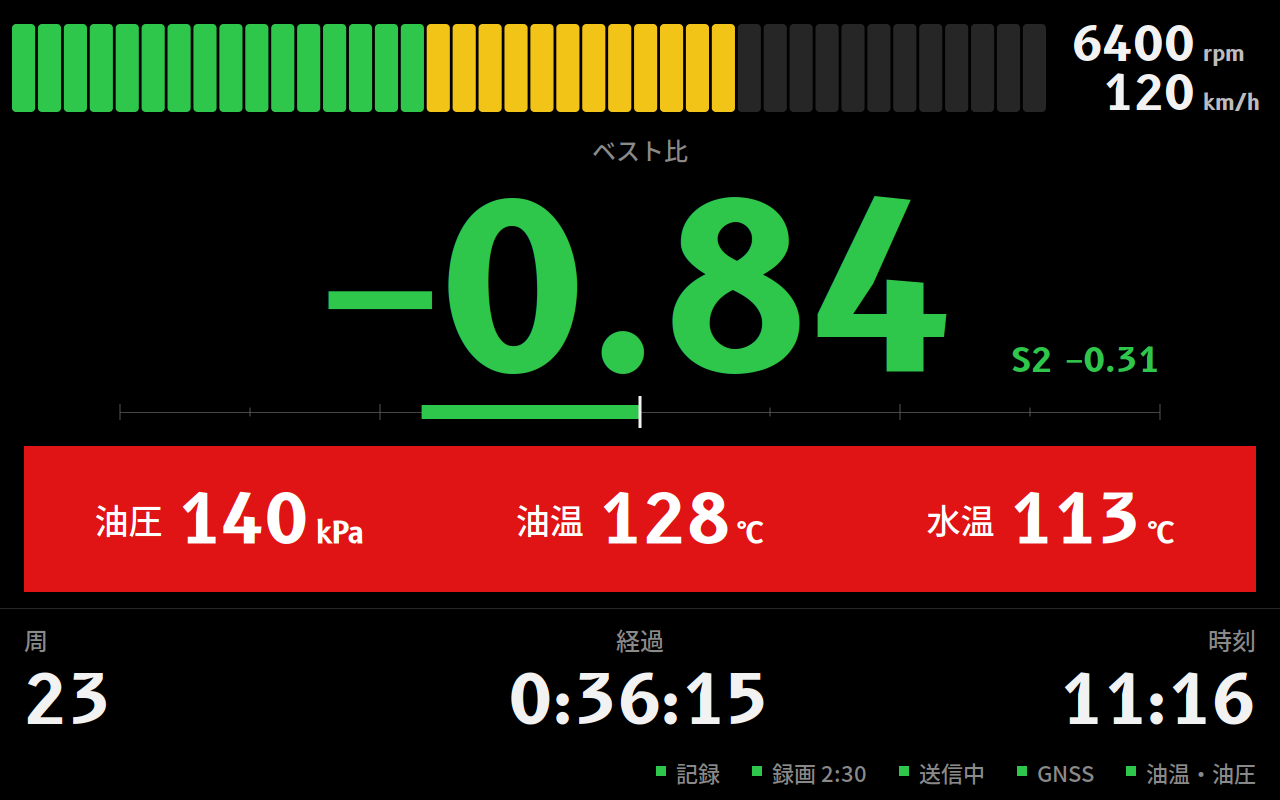 6400 rpm
120 km/h
ベスト比
−0.84
S2 −0.31
油圧 140 kPa 油温 128 ℃ 水温 113 ℃
周 経過 時刻
23 0:36:15 11:16
記録 録画 2:30 送信中 GNSS 油温・油圧